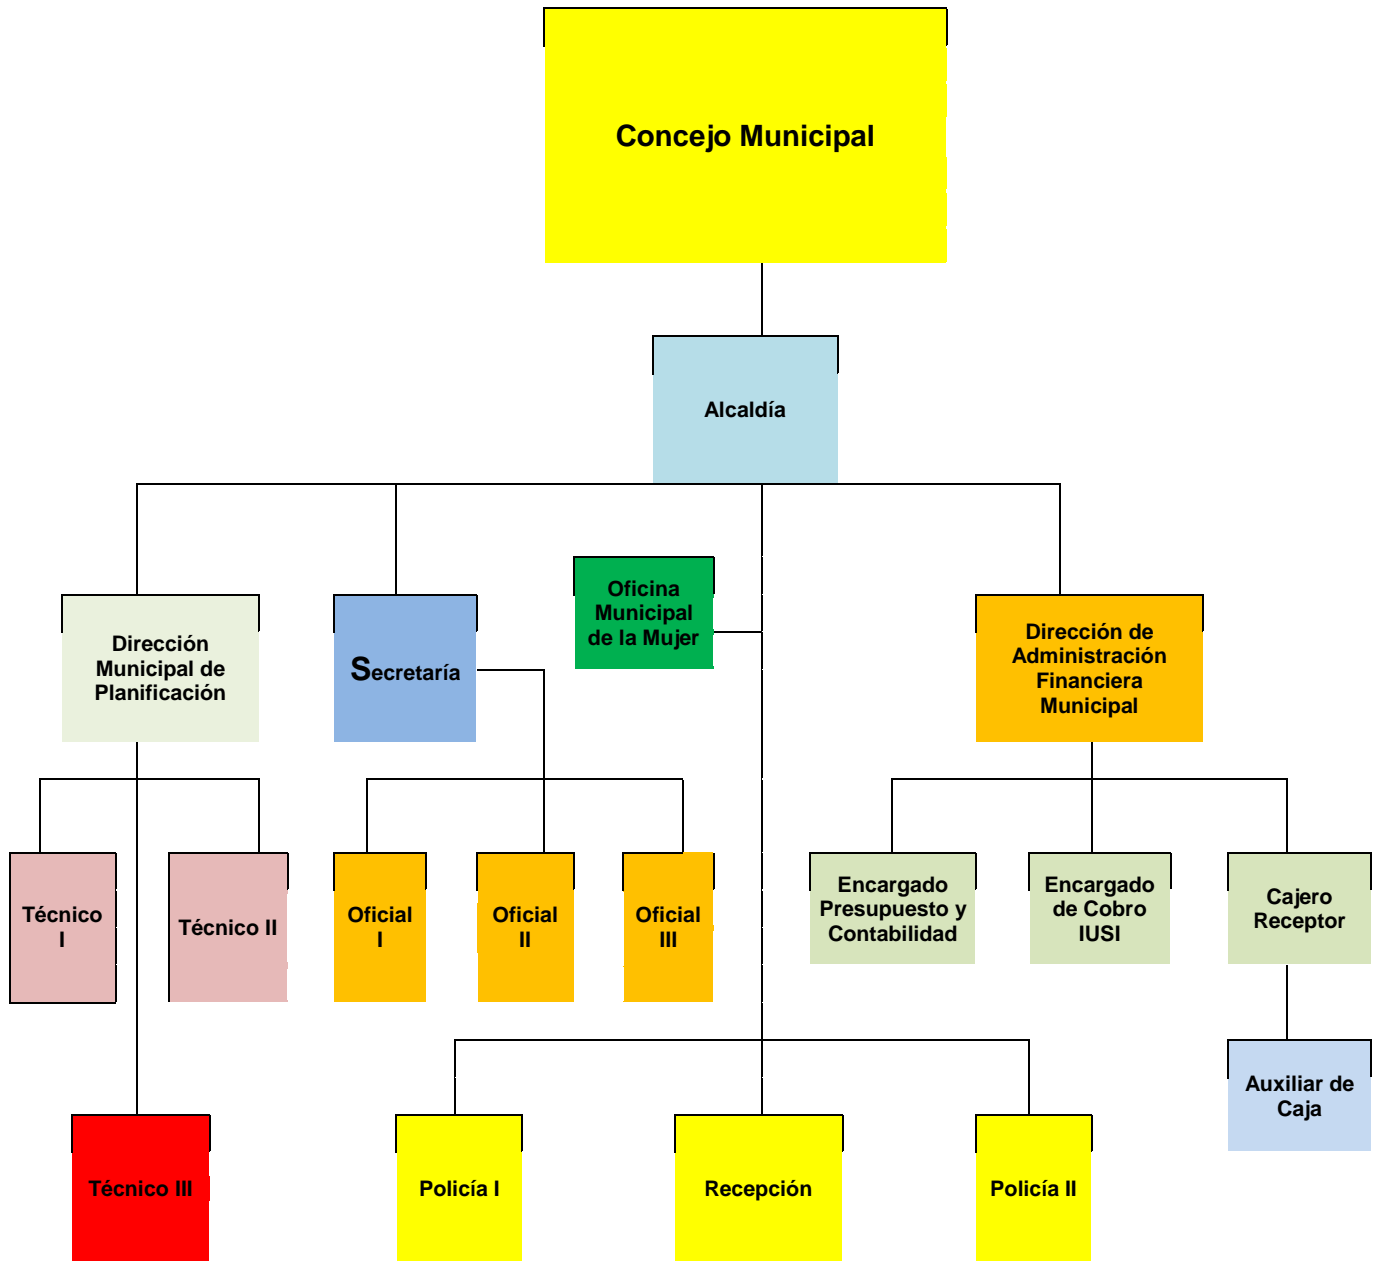 Concejo Municipal
Alcaldía
Oficina
Municipal
de la Mujer
Dirección
Municipal de
Planificación
Secretaría
Dirección de
Administración
Financiera
Municipal
Técnico
I
Técnico II
Oficial
I
Oficial
II
Oficial
III
Encargado
Presupuesto y
Contabilidad
Encargado
de Cobro
IUSI
Cajero
Receptor
Auxiliar de
Caja
Técnico III
Policía I
Recepción
Policía II